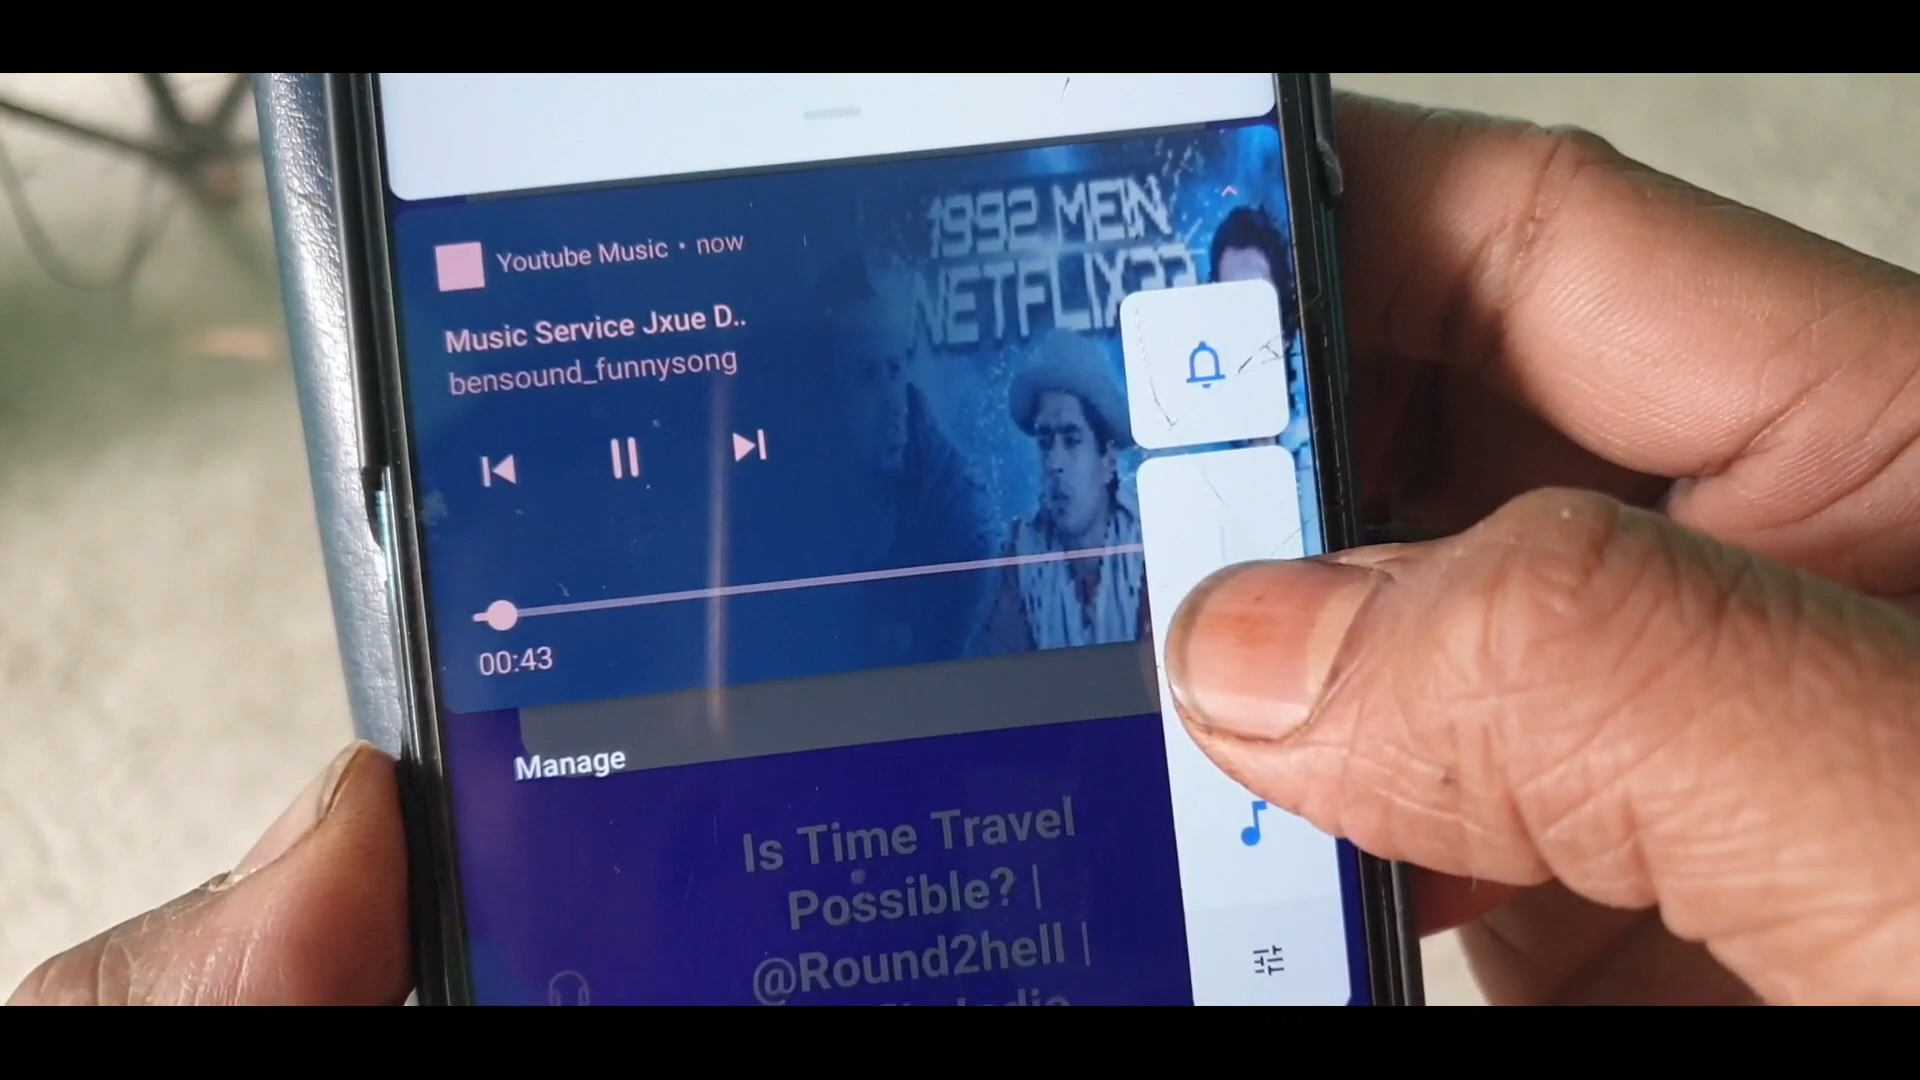 1992 MEIN
NETFLIX??
Youtube Music • now
Music Service Jxue D..
bensound_funnysong
00:43
Manage
Is Time Travel
Possible? |
@Round2hell |